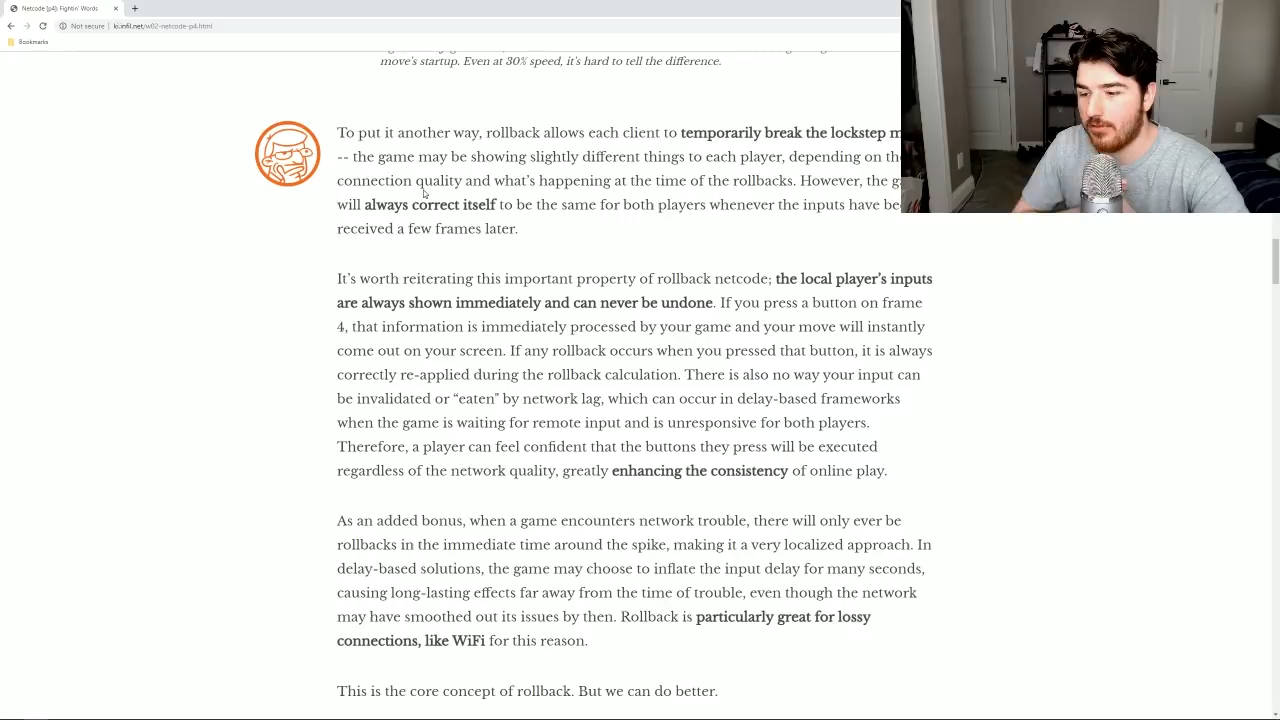 Netcode [p4]: Fightin' Words
Not secure
ki.infil.net/w02-netcode-p4.html
Bookmarks
move's startup. Even at 30% speed, it's hard to tell the difference.
To put it another way, rollback allows each client to temporarily break the lockstep
-- the game may be showing slightly different things to each player, depending on the
connection quality and what's happening at the time of the rollbacks. However, the
will always correct itself to be the same for both players whenever the inputs have
received a few frames later.
It's worth reiterating this important property of rollback netcode; the local player's inputs
are always shown immediately and can never be undone. If you press a button on frame
4, that information is immediately processed by your game and your move will instantly
come out on your screen. If any rollback occurs when you pressed that button, it is always
correctly re-applied during the rollback calculation. There is also no way your input can
be invalidated or “eaten” by network lag, which can occur in delay-based frameworks
when the game is waiting for remote input and is unresponsive for both players.
Therefore, a player can feel confident that the buttons they press will be executed
regardless of the network quality, greatly enhancing the consistency of online play.
As an added bonus, when a game encounters network trouble, there will only ever be
rollbacks in the immediate time around the spike, making it a very localized approach. In
delay-based solutions, the game may choose to inflate the input delay for many seconds,
causing long-lasting effects far away from the time of trouble, even though the network
may have smoothed out its issues by then. Rollback is particularly great for lossy
connections, like WiFi for this reason.
This is the core concept of rollback. But we can do better.